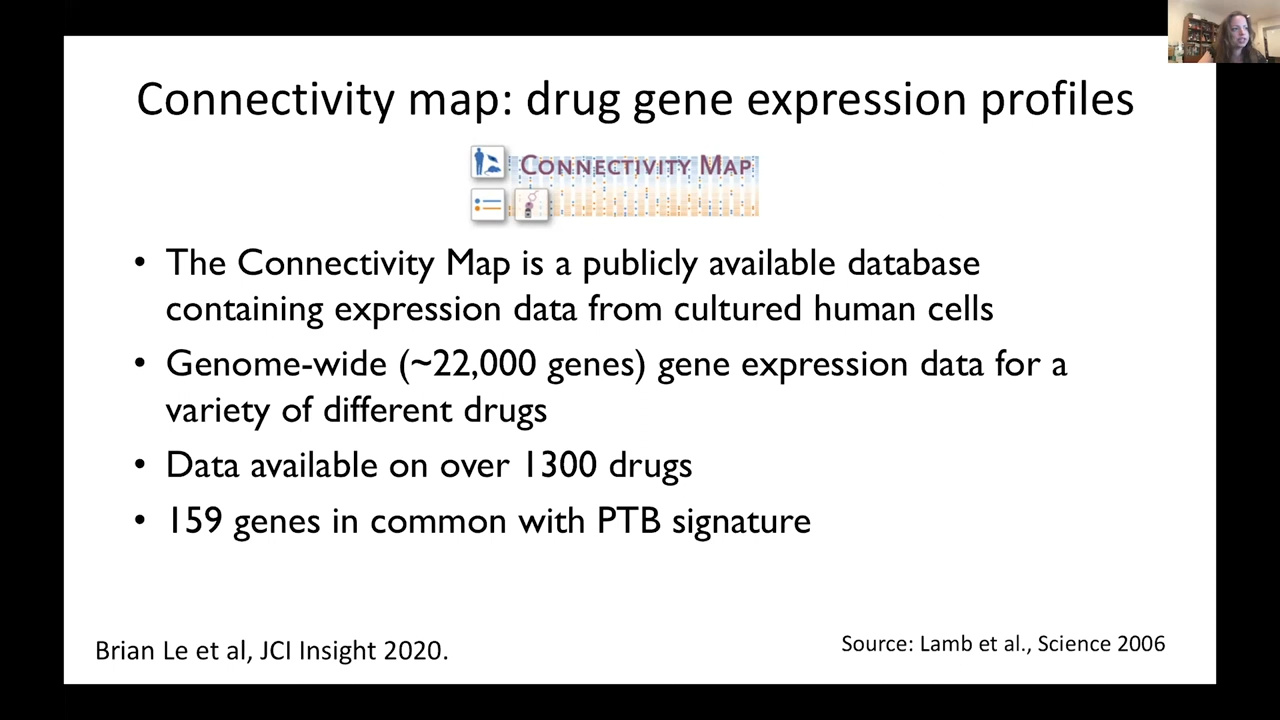 Connectivity map: drug gene expression profiles
CONNECTIVITY MAP
• The Connectivity Map is a publicly available database
containing expression data from cultured human cells
• Genome-wide (~22,000 genes) gene expression data for a
variety of different drugs
• Data available on over 1300 drugs
• 159 genes in common with PTB signature
Brian Le et al, JCI Insight 2020.
Source: Lamb et al., Science 2006